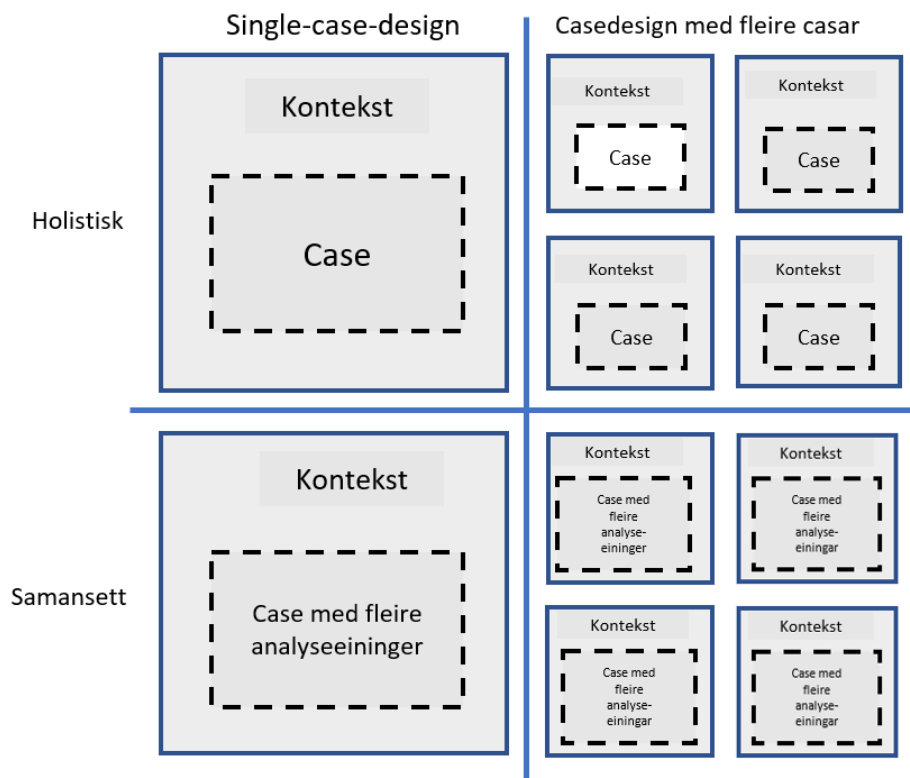 Single-case-design
Casedesign med fleire casar
Holistisk
Kontekst
Case
Kontekst
Case
Kontekst
Case
Kontekst
Case
Kontekst
Case
Samansett
Kontekst
Case med fleire
analyseeininger
Kontekst
Case med
fleire
analyse-
eininger
Kontekst
Case med
fleire
analyse-
einingar
Kontekst
Case med
fleire
analyse-
einingar
Kontekst
Case med
fleire
analyse-
einingar